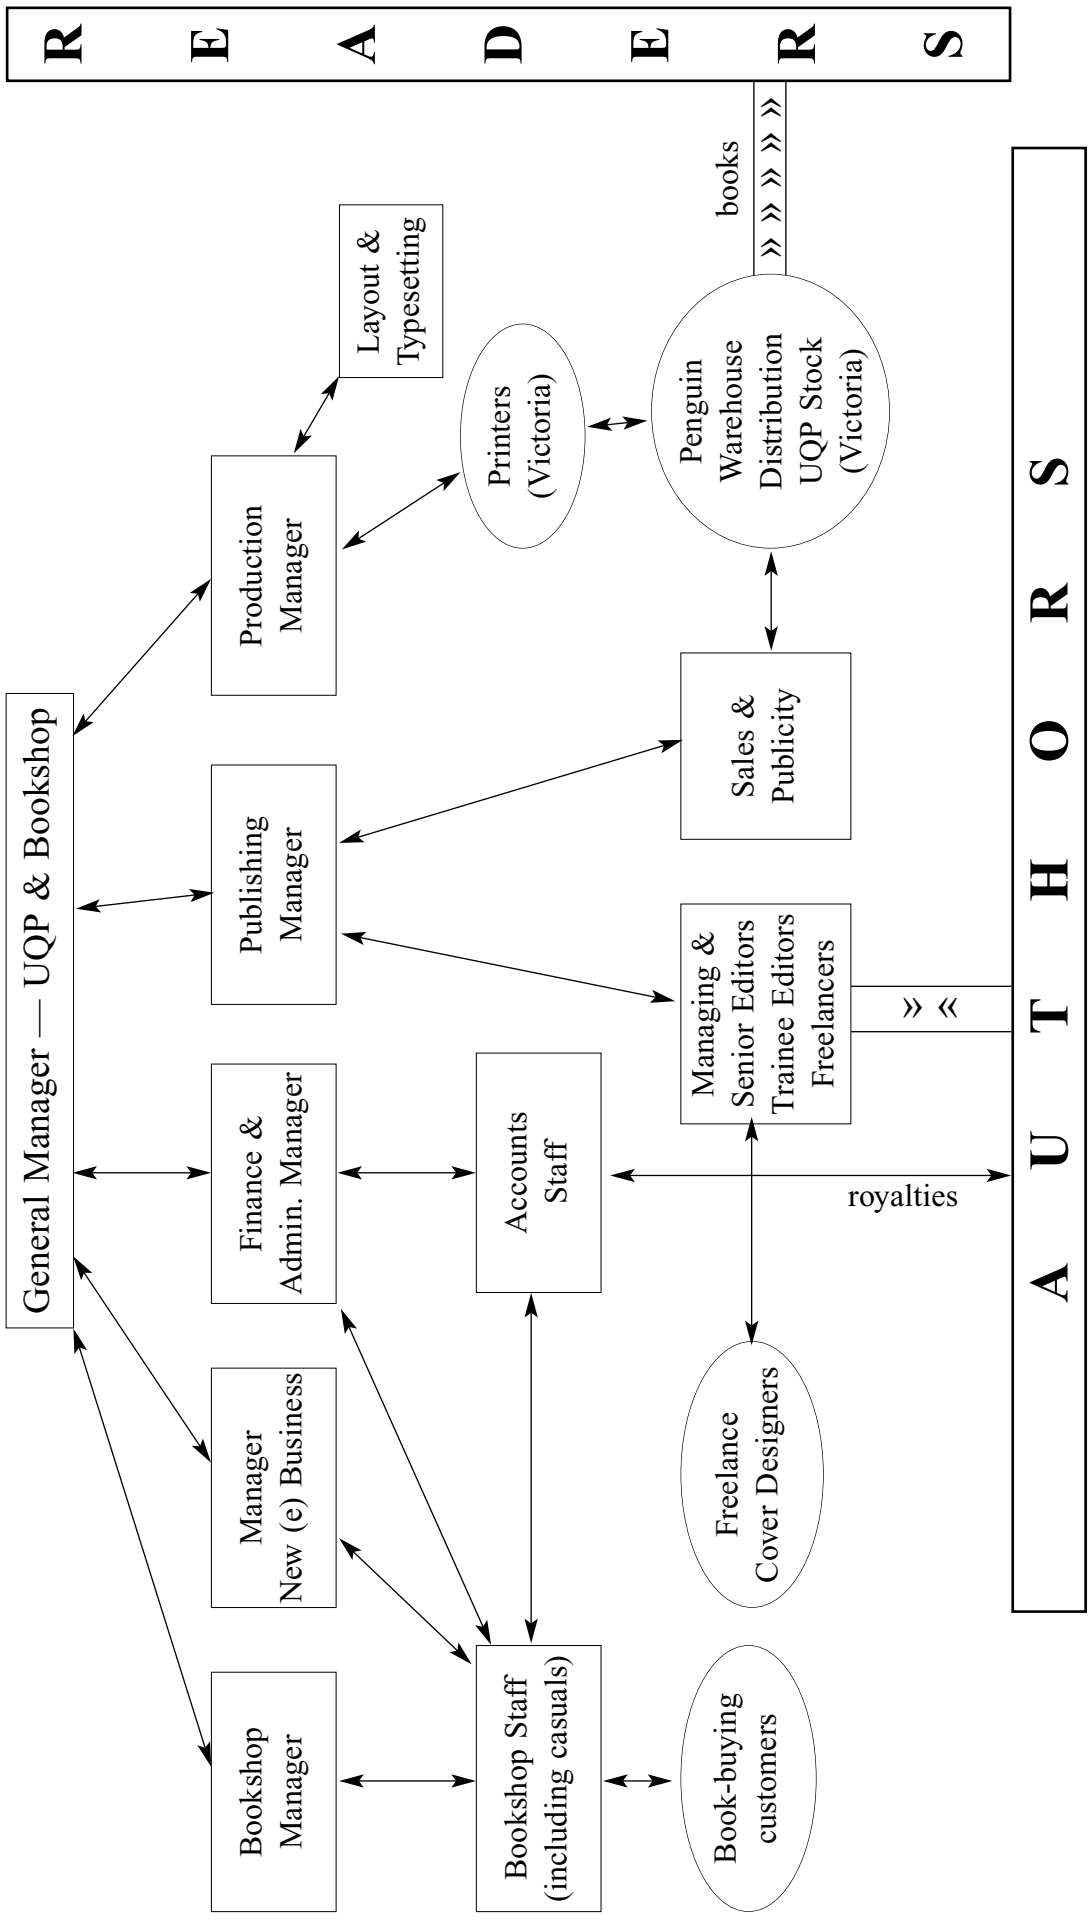 General Manager — UQP & Bookshop
Bookshop
Manager
Manager
New (e) Business
Finance &
Admin. Manager
Publishing
Manager
Production
Manager
Layout &
Typesetting
Bookshop Staff
(including casuals)
Accounts
Staff
Printers
(Victoria)
Book-buying
customers
Freelance
Cover Designers
Managing &
Senior Editors
Trainee Editors
Freelancers
Sales &
Publicity
Penguin
Warehouse
Distribution
UQP Stock
(Victoria)
books
» » » » »
READERS
royalties
» «
AUTHORS